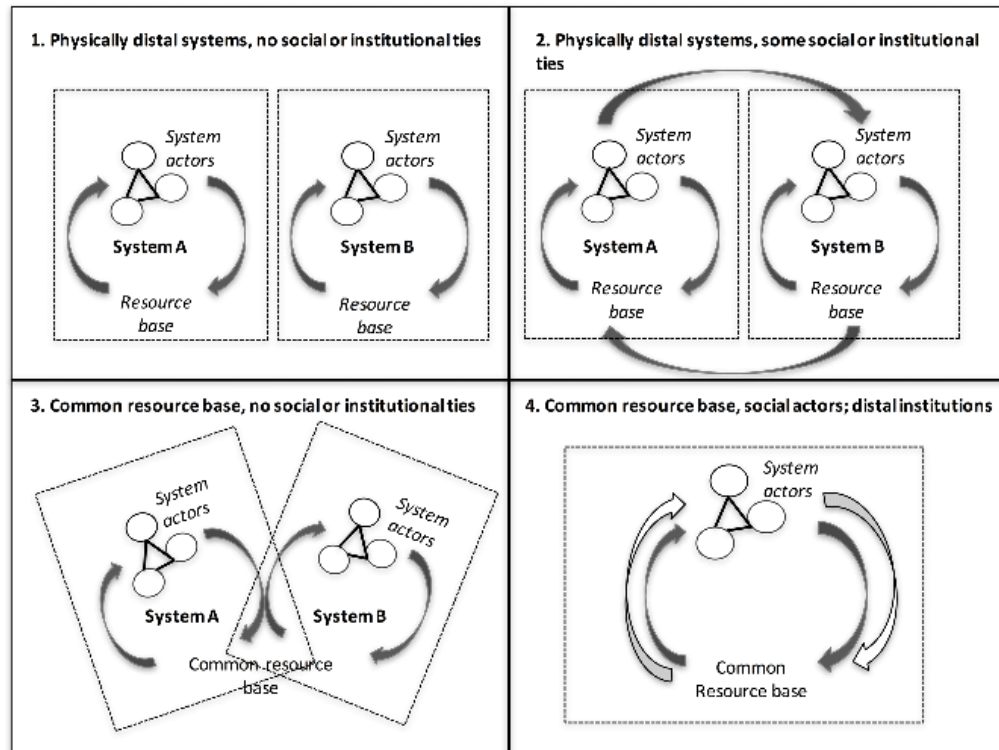 1. Physically distal systems, no social or institutional ties
System
actors
System A
Resource
base
System
actors
System B
Resource
base
2. Physically distal systems, some social or institutional
ties
System
actors
System A
Resource
base
System
actors
System B
Resource
base
3. Common resource base, no social or institutional ties
System
actors
System A
System
actors
System B
Common resource
base
4. Common resource base, social actors; distal institutions
System
actors
Common
Resource base